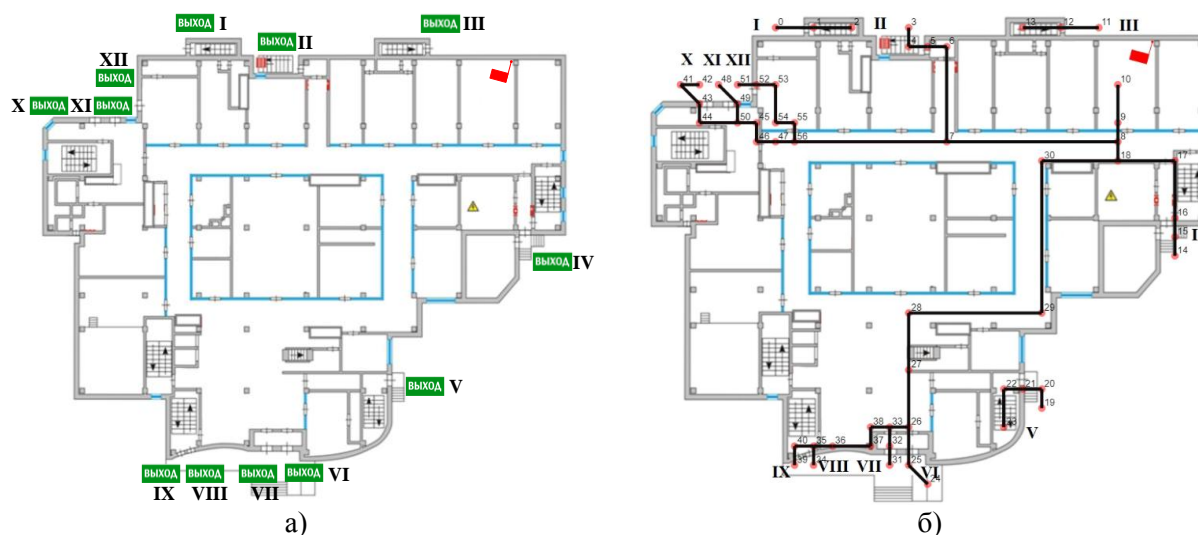 ВЫХОД I
ВЫХОД II
ВЫХОД III
XII
ВЫХОД
X ВЫХОД XI ВЫХОД
ВЫХОД IV
ВЫХОД V
ВЫХОД ВЫХОД ВЫХОД ВЫХОД VI
IX VIII VII
а)
I 0 1 2 II 3 13 12 11 III
4 5 6
X XI XII
41 42 48 51 52 53 10
43 49
44 50 45 54 55 9
46 56 47 8
30 18 17
16
15
14
28 29
27
22 21 20
19
V
38 33 26
40 35 36 37 32
39 34 31 25
IX VIII VII VI
24
б)